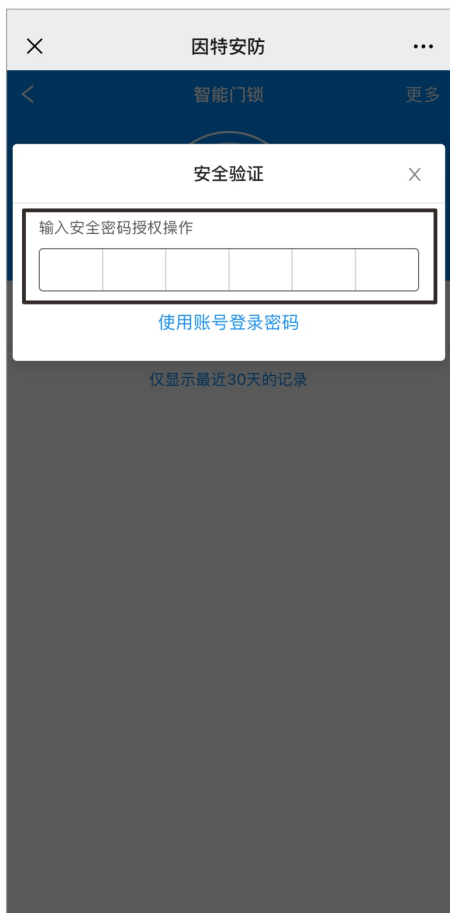 因特安防
智能门锁
更多
安全验证
输入安全密码授权操作
使用账号登录密码
仅显示最近30天的记录